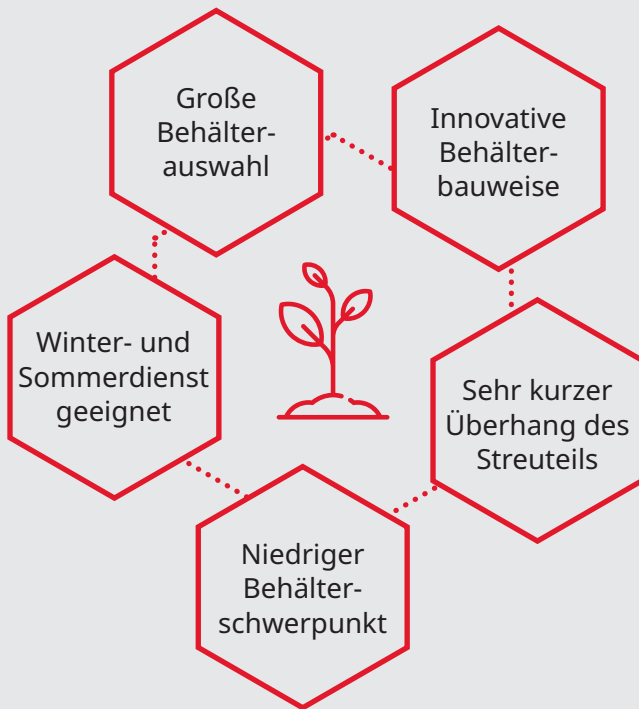 Große
Behälter-
auswahl
Innovative
Behälter-
bauweise
Winter- und
Sommerdienst
geeignet
Sehr kurzer
Überhang des
Streuteils
Niedriger
Behälter-
schwerpunkt